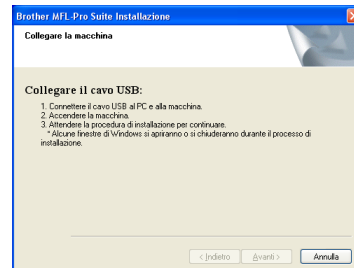 Brother MFL-Pro Suite Installazione
Collegare la macchina
Collegare il cavo USB:
1. Connettere il cavo USB al PC e alla macchina.
2. Accendere la macchina.
3. Attendere la procedura di installazione per continuare.
* Alcune finestre di Windows si apriranno o si chiuderanno durante il processo di
installazione.
< Indietro
Avanti >
Annulla